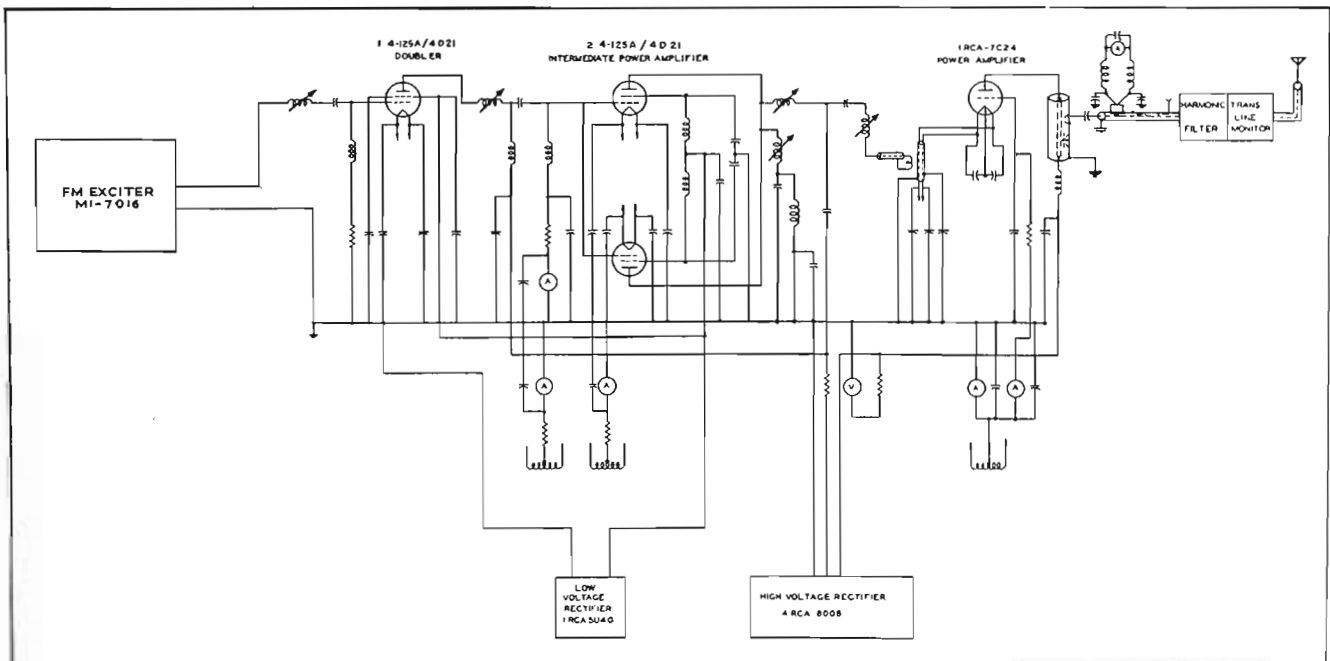 1 4-125A/4D21
DOUBLER
2 4-125A/4D21
INTERMEDIATE POWER AMPLIFIER
1 RCA-7C24
POWER AMPLIFIER
A
HARMONIC
FILTER
TRANS
LINE
MONITOR
FM EXCITER
MI-7016
A
A
A
V
A
A
LOW
VOLTAGE
RECTIFIER
1 RCA 5U4G
HIGH VOLTAGE RECTIFIER
4 RCA 8008